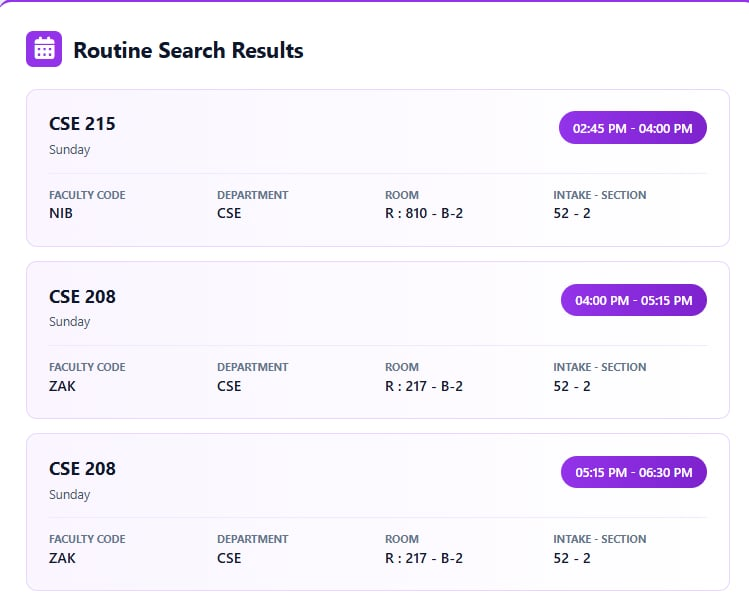 Routine Search Results
CSE 215
02:45 PM - 04:00 PM
Sunday
FACULTY CODE DEPARTMENT ROOM INTAKE - SECTION
NIB CSE R : 810 - B-2 52 - 2
CSE 208
04:00 PM - 05:15 PM
Sunday
FACULTY CODE DEPARTMENT ROOM INTAKE - SECTION
ZAK CSE R : 217 - B-2 52 - 2
CSE 208
05:15 PM - 06:30 PM
Sunday
FACULTY CODE DEPARTMENT ROOM INTAKE - SECTION
ZAK CSE R : 217 - B-2 52 - 2